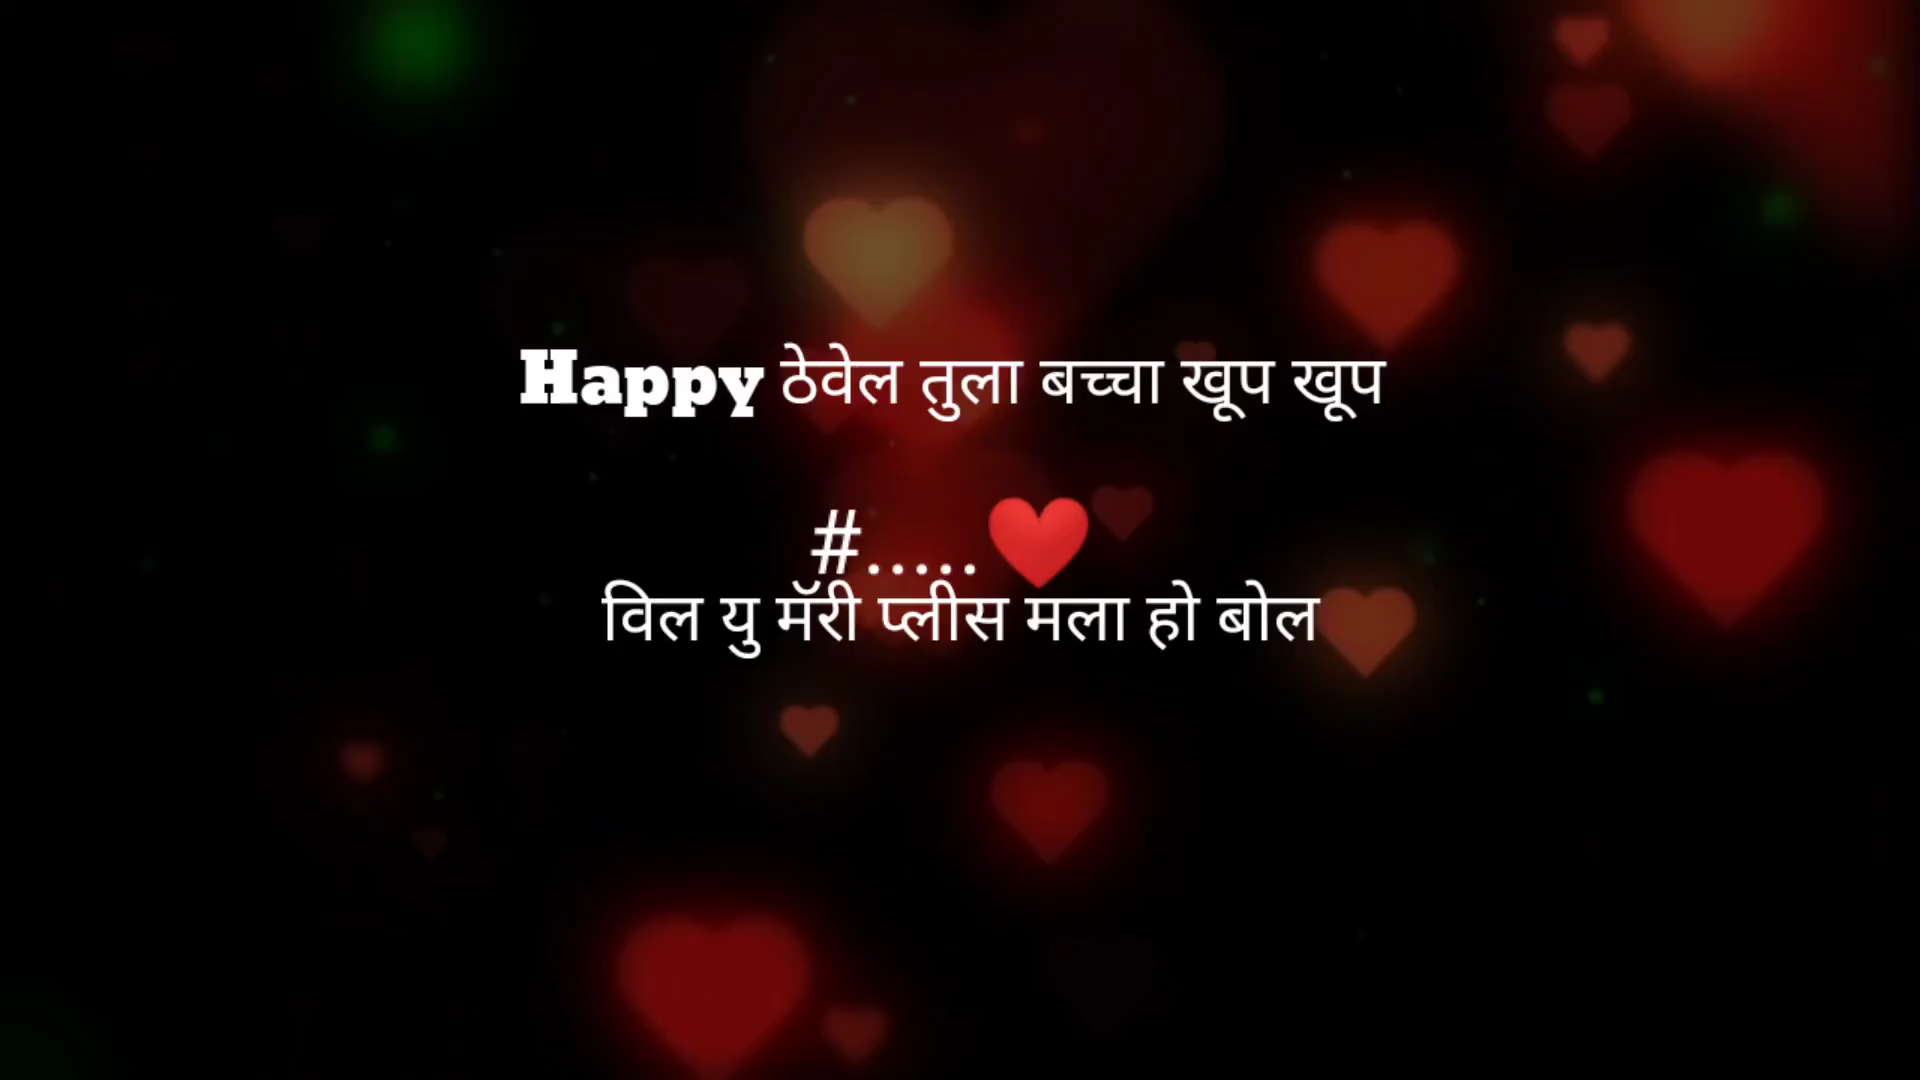 Happy ठेवेल तुला बच्चा खूप खूप
#.....❤️
विल यु मॅरी प्लीस मला हो बोल